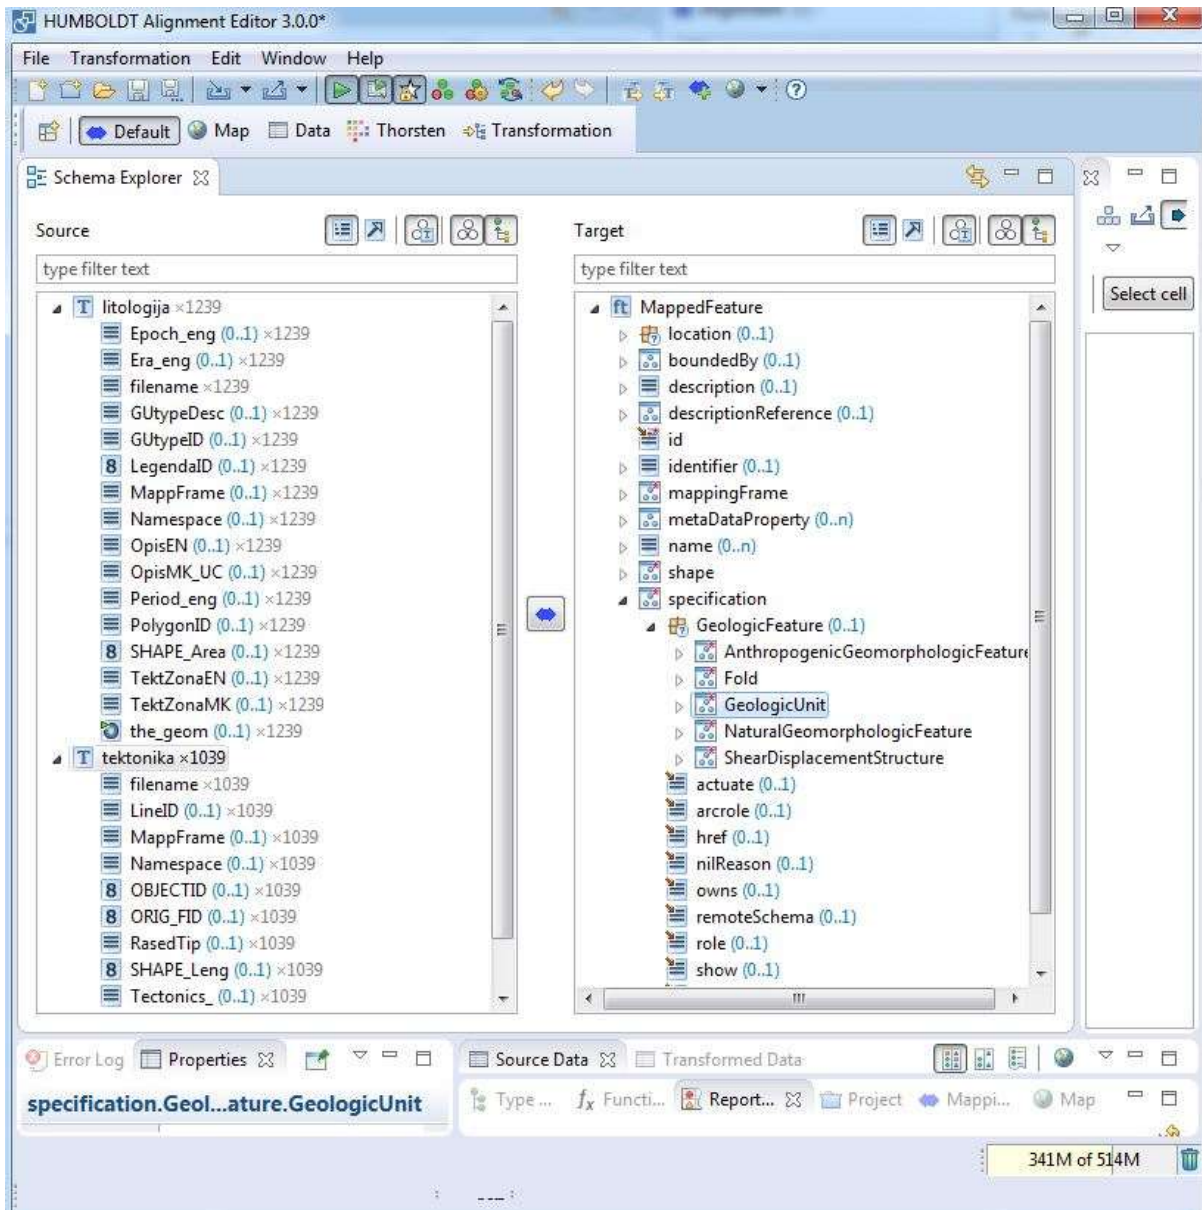 HUMBOLDT Alignment Editor 3.0.0*
File Transformation Edit Window Help
Default Map Data Thorsten Transformation
Schema Explorer
Source
type filter text
litologija ×1239
Epoch_eng (0..1) ×1239
Era_eng (0..1) ×1239
filename ×1239
GUtypeDesc (0..1) ×1239
GUtypeID (0..1) ×1239
LegendaID (0..1) ×1239
MappFrame (0..1) ×1239
Namespace (0..1) ×1239
OpisEN (0..1) ×1239
OpisMK_UC (0..1) ×1239
Period_eng (0..1) ×1239
PolygonID (0..1) ×1239
SHAPE_Area (0..1) ×1239
TektZonaEN (0..1) ×1239
TektZonaMK (0..1) ×1239
the_geom (0..1) ×1239
tektonika ×1039
filename ×1039
LineID (0..1) ×1039
MappFrame (0..1) ×1039
Namespace (0..1) ×1039
OBJECTID (0..1) ×1039
ORIG_FID (0..1) ×1039
RasedTip (0..1) ×1039
SHAPE_Leng (0..1) ×1039
Tectonics_ (0..1) ×1039
Target
type filter text
MappedFeature
location (0..1)
boundedBy (0..1)
description (0..1)
descriptionReference (0..1)
id
identifier (0..1)
mappingFrame
metaDataProperty (0..n)
name (0..n)
shape
specification
GeologicFeature (0..1)
AnthropogenicGeomorphologicFeature
Fold
GeologicUnit
NaturalGeomorphologicFeature
ShearDisplacementStructure
actuate (0..1)
arcrole (0..1)
href (0..1)
nilReason (0..1)
owns (0..1)
remoteSchema (0..1)
role (0..1)
show (0..1)
Select cell
Error Log Properties
specification.Geol...ature.GeologicUnit
Source Data Transformed Data
Type ... fx Functi... Report... Project Mappi... Map
341M of 514M